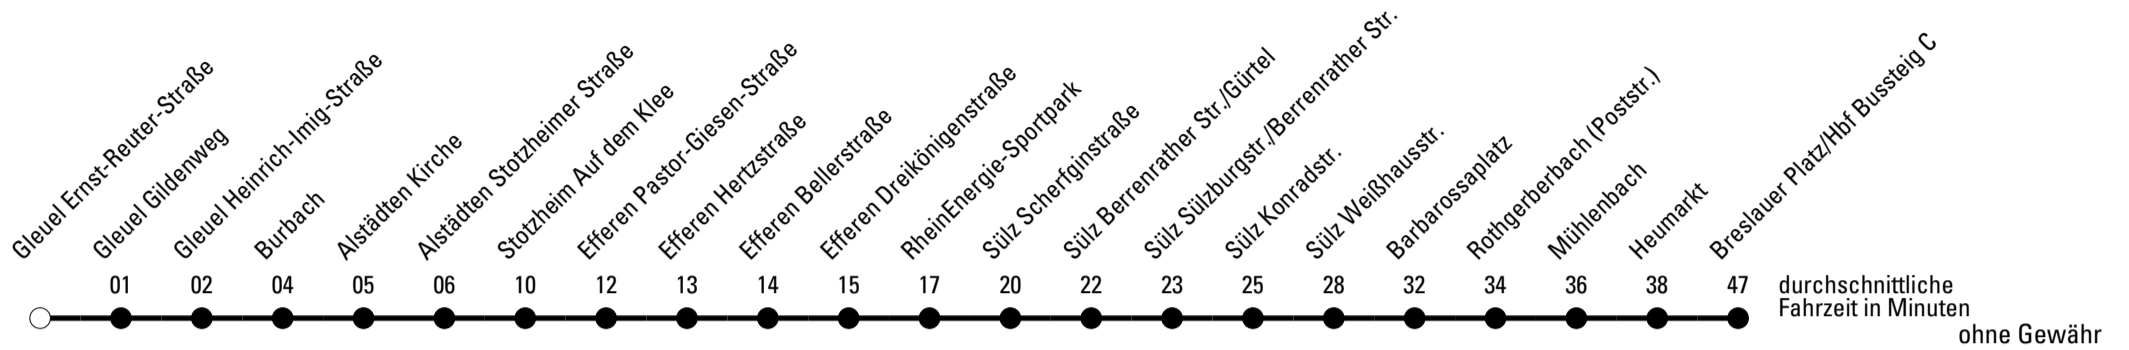 Gleuel Ernst-Reuter-Straße
Gleuel Gildenweg
Gleuel Heinrich-Imig-Straße
Burbach
Alstädten Kirche
Alstädten Stotzheimer Straße
Stotzheim Auf dem Klee
Efferen Pastor-Giesen-Straße
Efferen Hertzstraße
Efferen Bellerstraße
Efferen Dreikönigenstraße
RheinEnergie-Sportpark
Sülz Scherfginstraße
Sülz Berrenrather Str./Gürtel
Sülz Sülzburgstr./Berrenrather Str.
Sülz Konradstr.
Sülz Weißhausstr.
Barbarossaplatz
Rothgerberbach (Poststr.)
Mühlenbach
Heumarkt
Breslauer Platz/Hbf Bussteig C
01 02 04 05 06 10 12 13 14 15 17 20 22 23 25 28 32 34 36 38 47 durchschnittliche
Fahrzeit in Minuten
ohne Gewähr